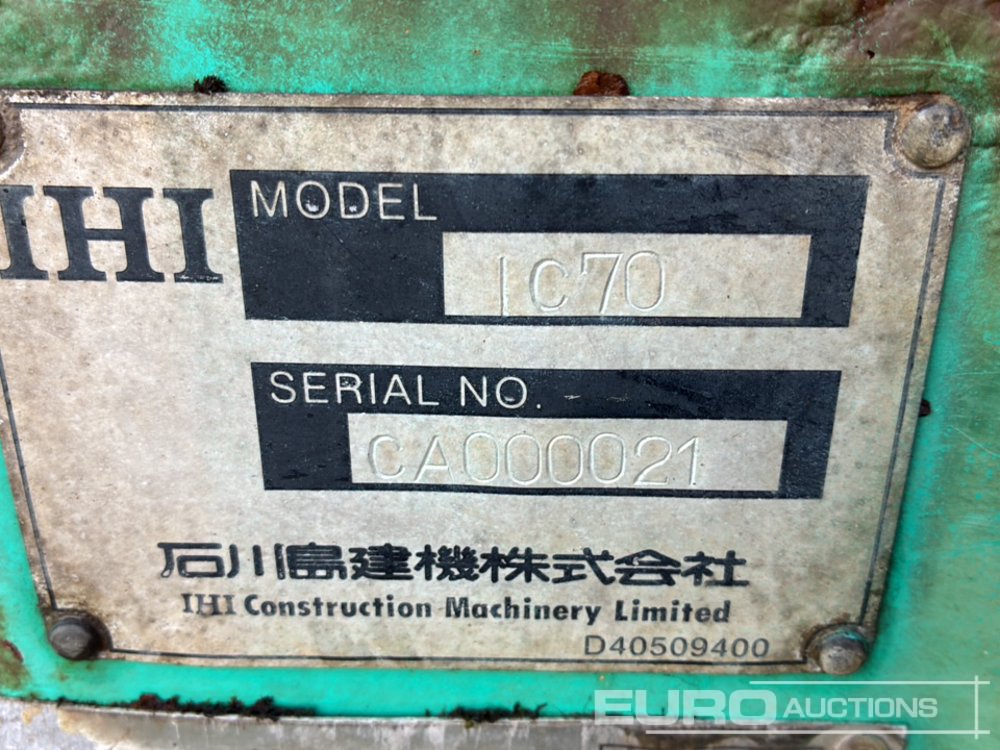 IHI
MODEL
IC70
SERIAL NO.
CA000021
石川島建機株式会社
IHI Construction Machinery Limited
D40509400
EURO AUCTIONS